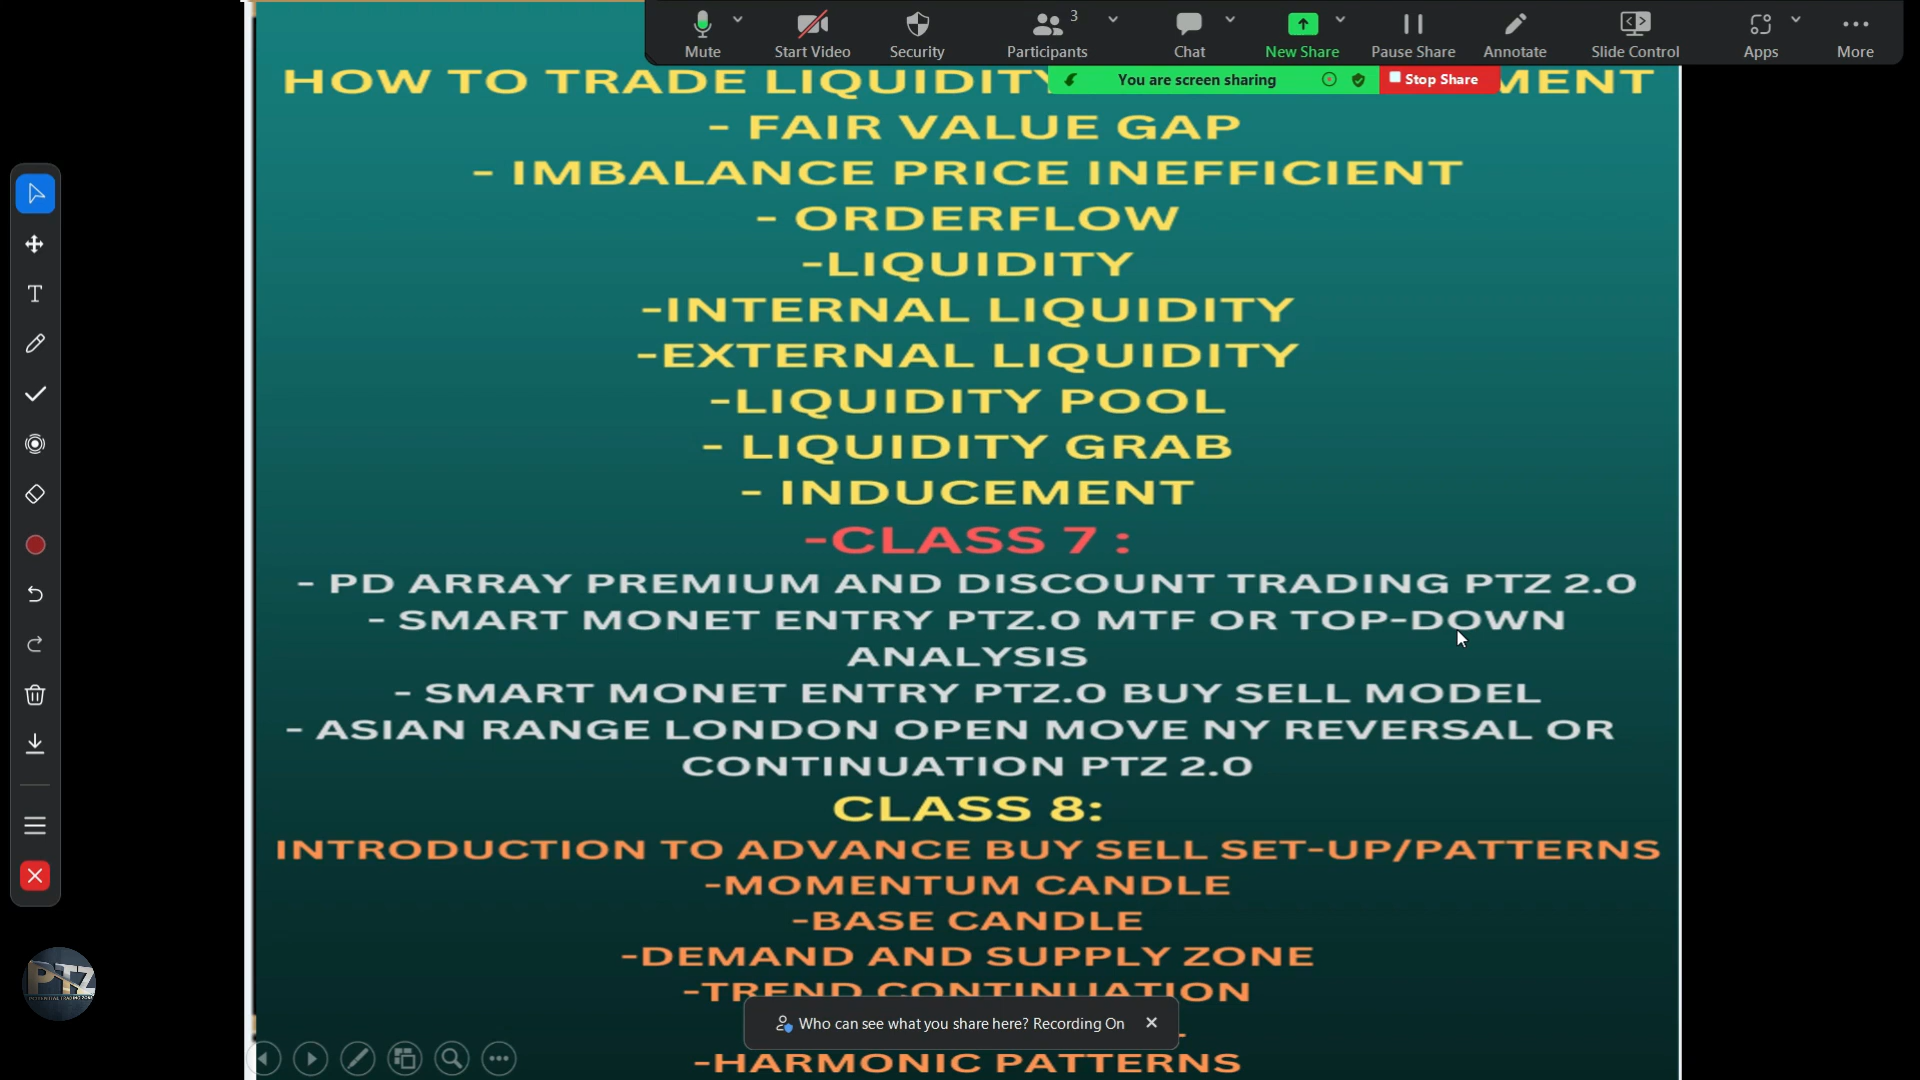 Mute
Start Video
Security
Participants
3
Chat
New Share
Pause Share
Annotate
Slide Control
Apps
More
You are screen sharing
Stop Share
HOW TO TRADE LIQUIDITY MENT
- FAIR VALUE GAP
- IMBALANCE PRICE INEFFICIENT
- ORDERFLOW
-LIQUIDITY
-INTERNAL LIQUIDITY
-EXTERNAL LIQUIDITY
-LIQUIDITY POOL
- LIQUIDITY GRAB
- INDUCEMENT
-CLASS 7 :
- PD ARRAY PREMIUM AND DISCOUNT TRADING PTZ 2.0
- SMART MONET ENTRY PTZ.0 MTF OR TOP-DOWN
ANALYSIS
- SMART MONET ENTRY PTZ.0 BUY SELL MODEL
- ASIAN RANGE LONDON OPEN MOVE NY REVERSAL OR
CONTINUATION PTZ 2.0
CLASS 8:
INTRODUCTION TO ADVANCE BUY SELL SET-UP/PATTERNS
-MOMENTUM CANDLE
-BASE CANDLE
-DEMAND AND SUPPLY ZONE
-TREND CONTINUATION
Who can see what you share here? Recording On
-HARMONIC PATTERNS
PTZ